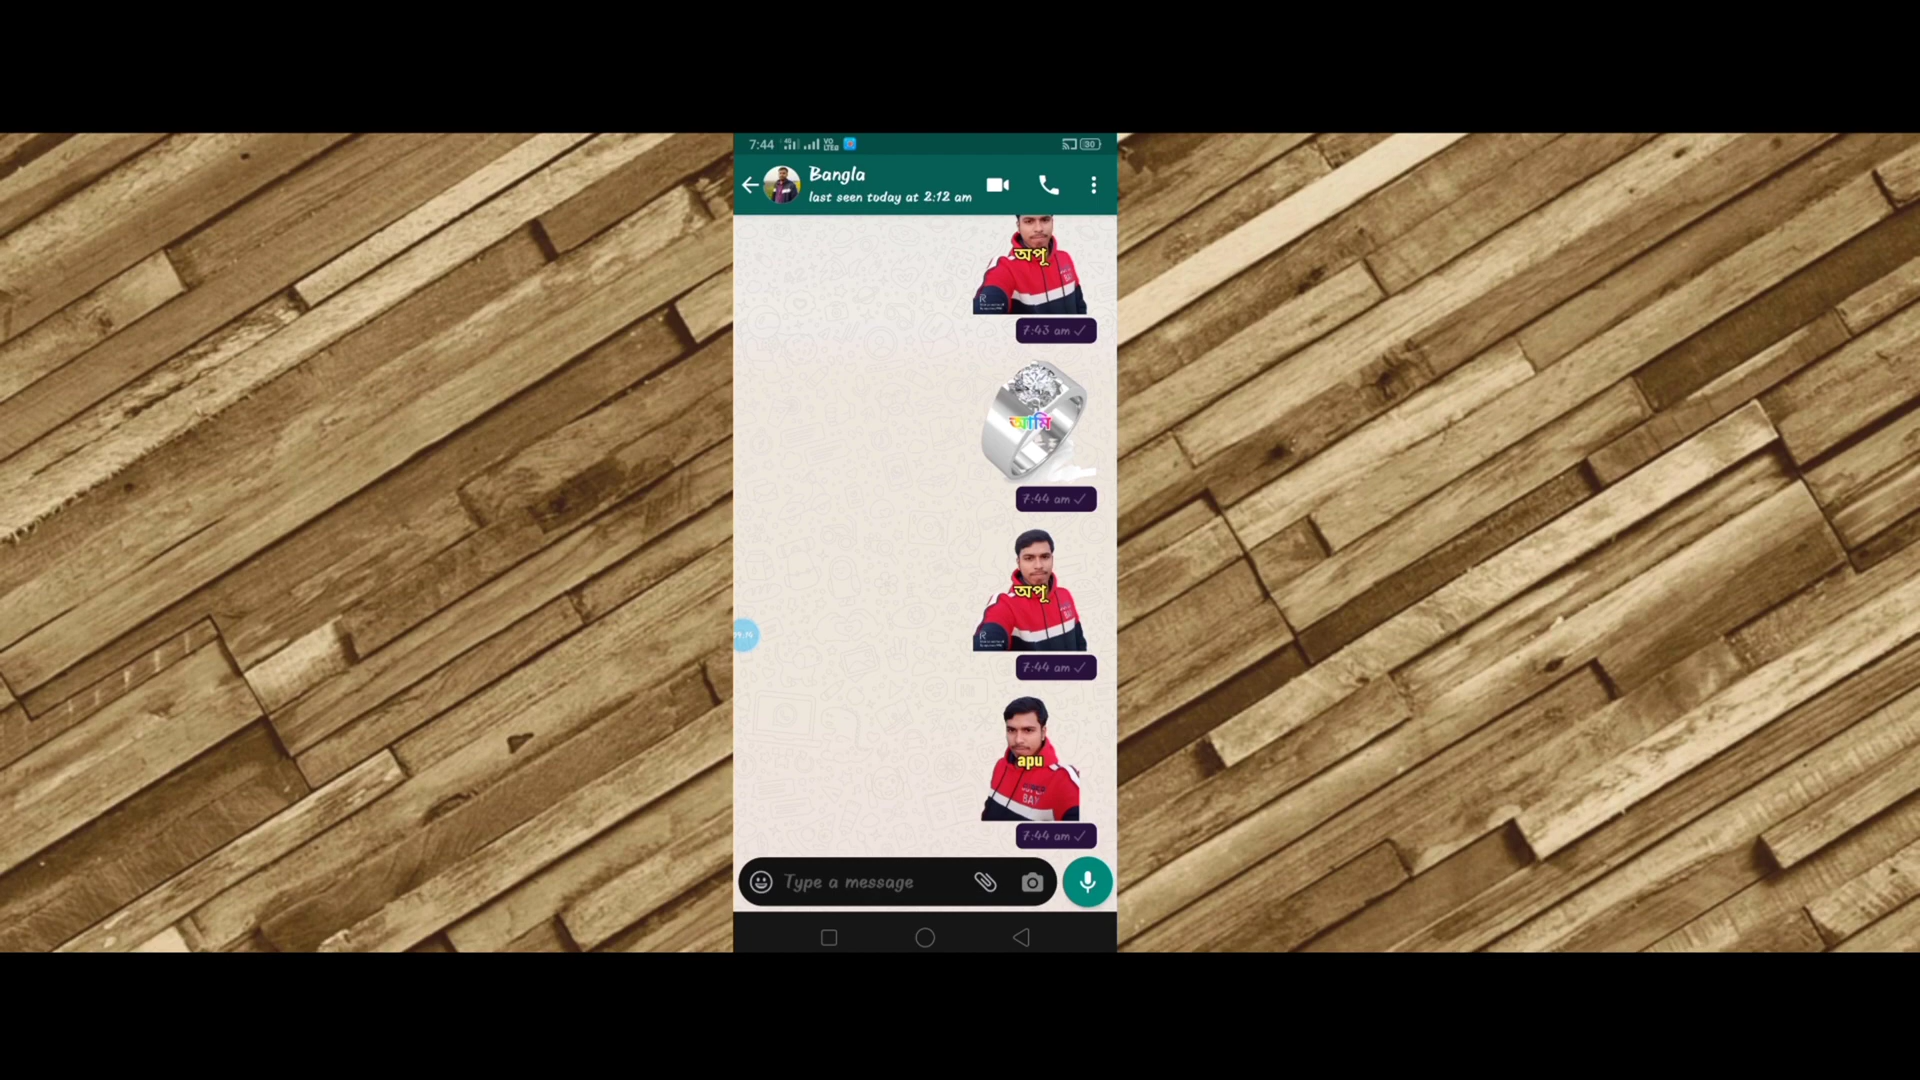 7:44
Bangla
last seen today at 2:12 am
অপূ
7:43 am
আমি
7:44 am
অপূ
7:44 am
apu
7:44 am
Type a message